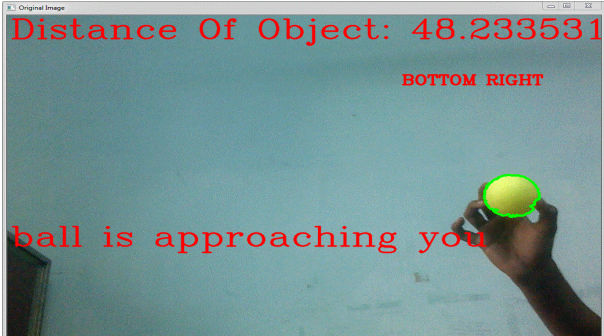 Original Image
Distance Of Object: 48.233531
BOTTOM RIGHT
ball is approaching you